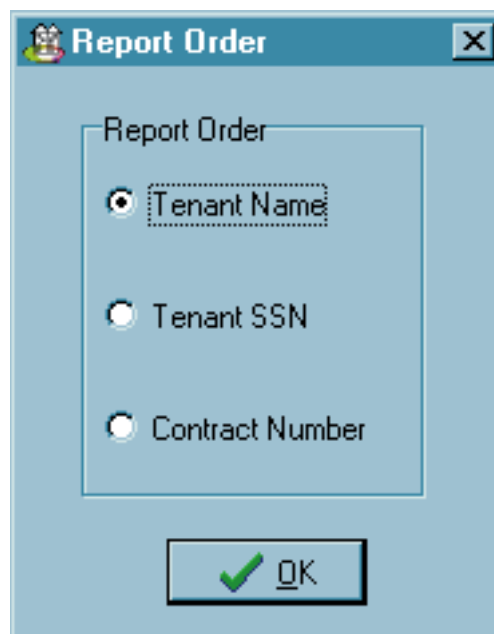 Report Order
Report Order
Tenant Name
Tenant SSN
Contract Number
OK